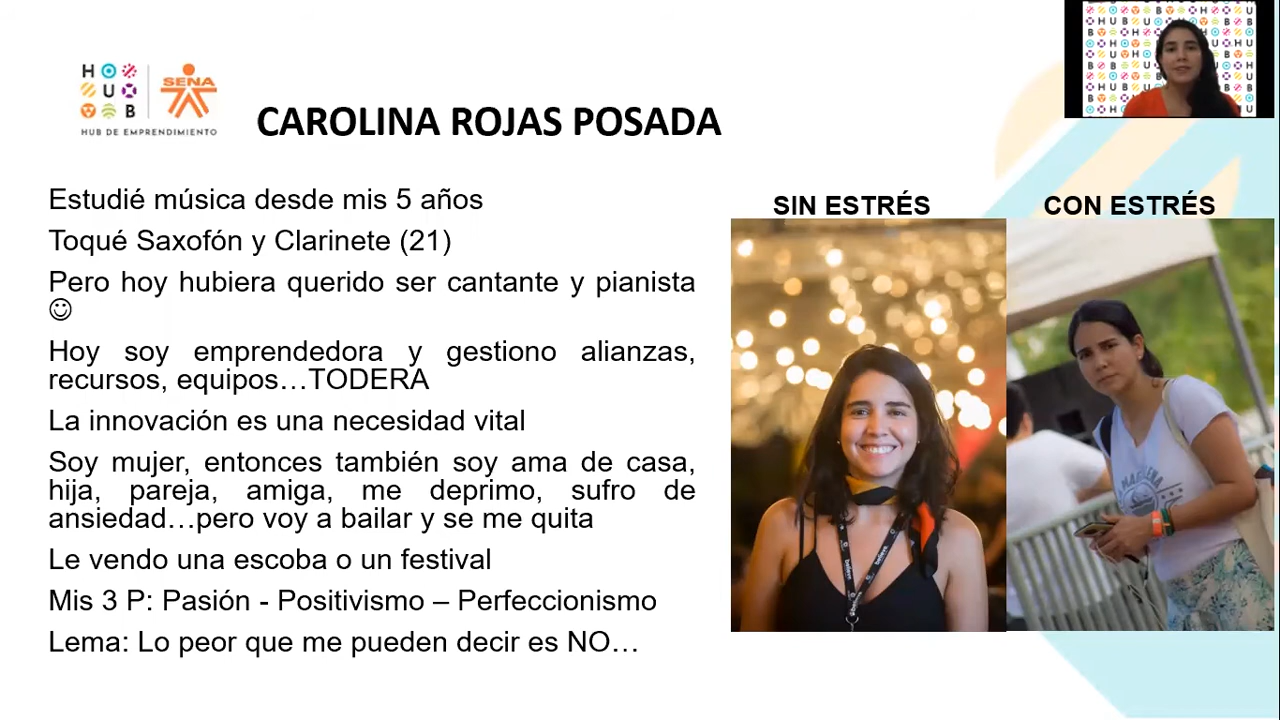 H
U
B
SENA
HUB DE EMPRENDIMIENTO
CAROLINA ROJAS POSADA
Estudié música desde mis 5 años
Toqué Saxofón y Clarinete (21)
Pero hoy hubiera querido ser cantante y pianista
☺
Hoy soy emprendedora y gestiono alianzas,
recursos, equipos…TODERA
La innovación es una necesidad vital
Soy mujer, entonces también soy ama de casa,
hija, pareja, amiga, me deprimo, sufro de
ansiedad…pero voy a bailar y se me quita
Le vendo una escoba o un festival
Mis 3 P: Pasión - Positivismo – Perfeccionismo
Lema: Lo peor que me pueden decir es NO…
SIN ESTRÉS
CON ESTRÉS
believe
believe